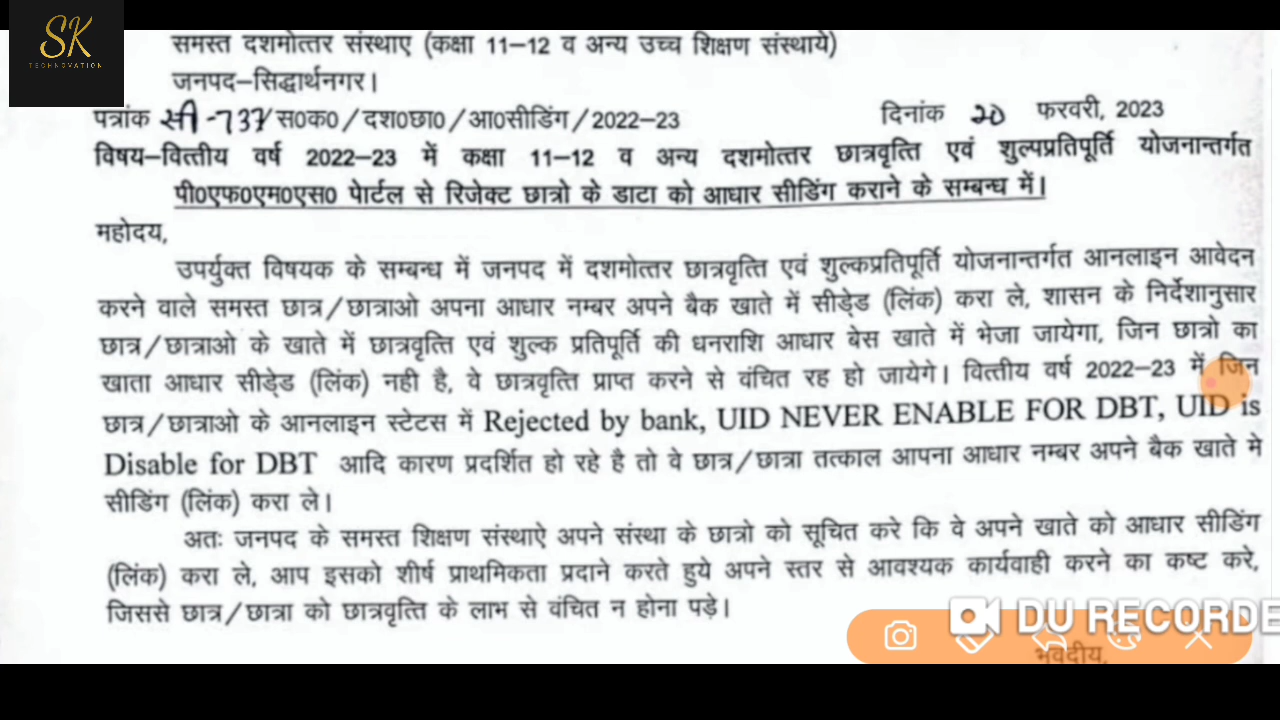 SK
TECHNOVATION
समस्त दशमोत्तर संस्थाए (कक्षा 11–12 व अन्य उच्च शिक्षण संस्थाये)
जनपद–सिद्धार्थनगर।
पत्रांक सी-737/स0क0/दश0छा0/आ0सीडिंग/2022–23 दिनांक 20 फरवरी, 2023
विषय–वित्तीय वर्ष 2022–23 में कक्षा 11–12 व अन्य दशमोत्तर छात्रवृत्ति एवं शुल्पप्रतिपूर्ति योजनान्तर्गत
पी0एफ0एम0एस0 पेार्टल से रिजेक्ट छात्रो के डाटा को आधार सीडिंग कराने के सम्बन्ध में।
महोदय,
उपर्युक्त विषयक के सम्बन्ध में जनपद में दशमोत्तर छात्रवृत्ति एवं शुल्कप्रतिपूर्ति योजनान्तर्गत आनलाइन आवेदन
करने वाले समस्त छात्र/छात्राओ अपना आधार नम्बर अपने बैक खाते में सीड़ेड (लिंक) करा ले, शासन के निर्देशानुसार
छात्र/छात्राओ के खाते में छात्रवृत्ति एवं शुल्क प्रतिपूर्ति की धनराशि आधार बेस खाते में भेजा जायेगा, जिन छात्रो का
खाता आधार सीड़ेड (लिंक) नही है, वे छात्रवृत्ति प्राप्त करने से वंचित रह हो जायेगे। वित्तीय वर्ष 2022–23 में जिन
छात्र/छात्राओ के आनलाइन स्टेटस में Rejected by bank, UID NEVER ENABLE FOR DBT, UID is
Disable for DBT आदि कारण प्रदर्शित हो रहे है तो वे छात्र/छात्रा तत्काल आपना आधार नम्बर अपने बैक खाते मे
सीडिंग (लिंक) करा ले।
अतः जनपद के समस्त शिक्षण संस्थाऐ अपने संस्था के छात्रो को सूचित करे कि वे अपने खाते को आधार सीडिंग
(लिंक) करा ले, आप इसको शीर्ष प्राथमिकता प्रदाने करते हुये अपने स्तर से आवश्यक कार्यवाही करने का कष्ट करे,
जिससे छात्र/छात्रा को छात्रवृत्ति के लाभ से वंचित न होना पड़े।
DU RECORDE
भवदीय,